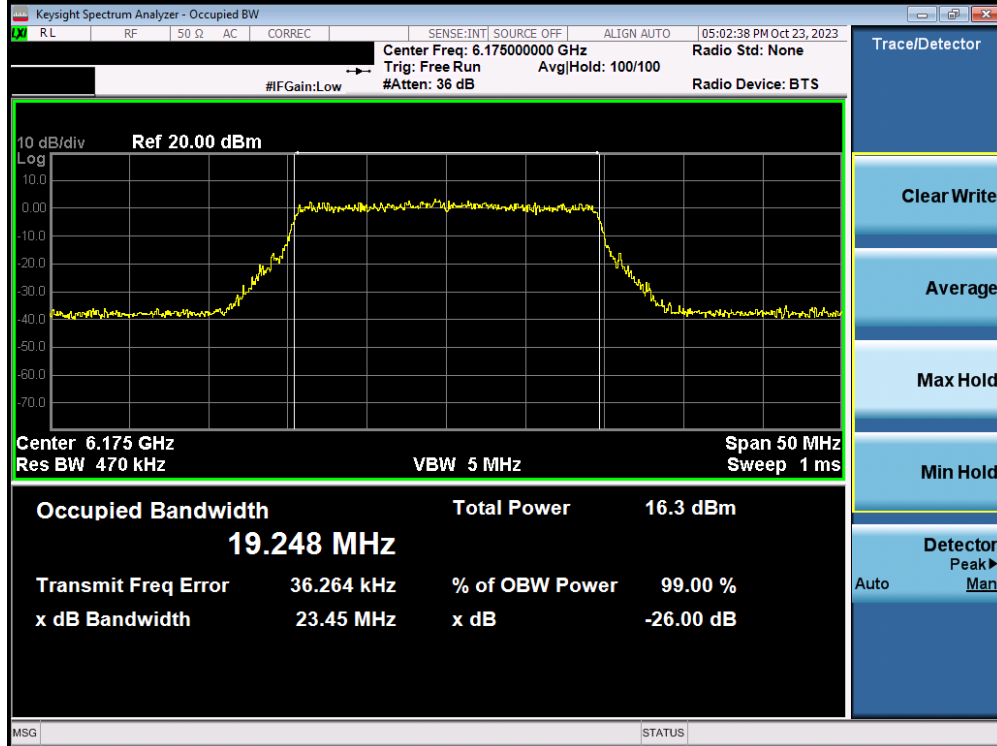 Keysight Spectrum Analyzer - Occupied BW
LXI RL RF 50 Ω AC CORREC SENSE:INT SOURCE OFF ALIGN AUTO 05:02:38 PM Oct 23, 2023
Center Freq: 6.175000000 GHz Radio Std: None
Trig: Free Run Avg|Hold: 100/100
#IFGain:Low #Atten: 36 dB Radio Device: BTS
Trace/Detector
10 dB/div Ref 20.00 dBm
Log
10.0
0.00
-10.0
-20.0
-30.0
-40.0
-50.0
-60.0
-70.0
Center 6.175 GHz Span 50 MHz
Res BW 470 kHz VBW 5 MHz Sweep 1 ms
Occupied Bandwidth Total Power 16.3 dBm
19.248 MHz
Transmit Freq Error 36.264 kHz % of OBW Power 99.00 %
x dB Bandwidth 23.45 MHz x dB -26.00 dB
Clear Write
Average
Max Hold
Min Hold
Detector
Peak▶
Auto Man
MSG STATUS